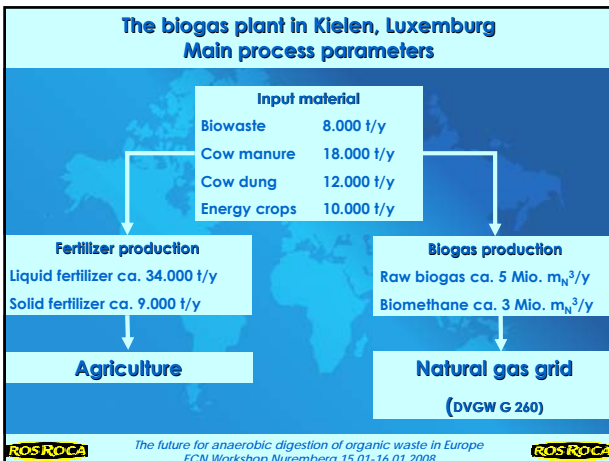 The biogas plant in Kielen, Luxemburg
Main process parameters
Input material
Biowaste 8.000 t/y
Cow manure 18.000 t/y
Cow dung 12.000 t/y
Energy crops 10.000 t/y
Fertilizer production
Liquid fertilizer ca. 34.000 t/y
Solid fertilizer ca. 9.000 t/y
Biogas production
Raw biogas ca. 5 Mio. mN³/y
Biomethane ca. 3 Mio. mN³/y
Agriculture
Natural gas grid
(DVGW G 260)
ROS ROCA
The future for anaerobic digestion of organic waste in Europe
ECN Workshop Nuremberg 15.01-16.01.2008
ROS ROCA